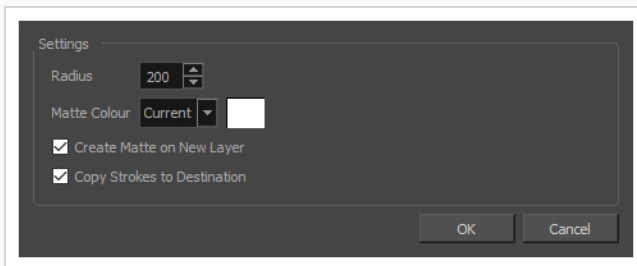 Settings
Radius 200
Matte Colour Current
Create Matte on New Layer
Copy Strokes to Destination
OK Cancel